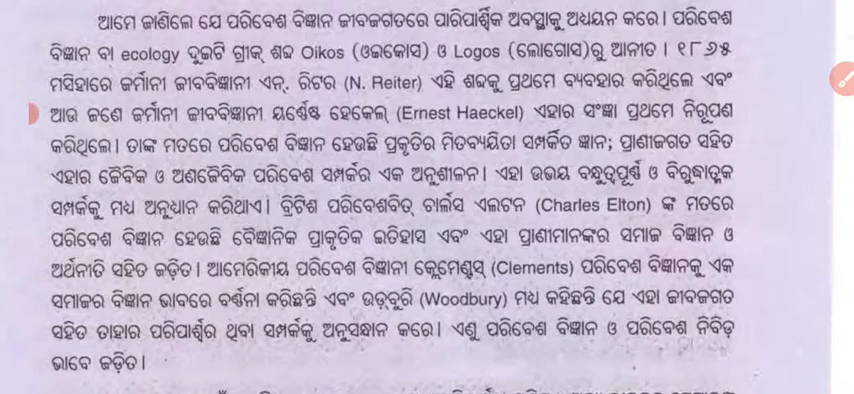 ଆମେ ଜାଣିଲେ ଯେ ପରିବେଶ ବିଜ୍ଞାନ ଜୀବଜଗତରେ ପାରିପାର୍ଶ୍ୱିକ ଅବସ୍ଥାକୁ ଅଧ୍ୟୟନ କରେ। ପରିବେଶ
ବିଜ୍ଞାନ ବା ecology ଦୁଇଟି ଗ୍ରୀକ୍ ଶବ୍ଦ Oikos (ଓଇକୋସ) ଓ Logos (ଲୋଗୋସ)ରୁ ଆନୀତ। ୧୮୬୫
ମସିହାରେ ଜର୍ମାନୀ ଜୀବବିଜ୍ଞାନୀ ଏନ୍. ରିଟର (N. Reiter) ଏହି ଶବ୍ଦକୁ ପ୍ରଥମେ ବ୍ୟବହାର କରିଥିଲେ ଏବଂ
ଆଉ ଜଣେ ଜର୍ମାନୀ ଜୀବବିଜ୍ଞାନୀ ୟର୍ଣ୍ଣେଷ୍ଟ ହେକେଲ୍ (Ernest Haeckel) ଏହାର ସଂଜ୍ଞା ପ୍ରଥମେ ନିରୂପଣ
କରିଥିଲେ। ତାଙ୍କ ମତରେ ପରିବେଶ ବିଜ୍ଞାନ ହେଉଛି ପ୍ରକୃତିର ମିତବ୍ୟୟିତା ସମ୍ପର୍କିତ ଜ୍ଞାନ; ପ୍ରାଣୀଜଗତ ସହିତ
ଏହାର ଜୈବିକ ଓ ଅଣଜୈବିକ ପରିବେଶ ସମ୍ପର୍କର ଏକ ଅନୁଶୀଳନ। ଏହା ଉଭୟ ବନ୍ଧୁତ୍ୱପୂର୍ଣ୍ଣ ଓ ବିରୁଦ୍ଧାତ୍ମକ
ସମ୍ପର୍କକୁ ମଧ୍ୟ ଅନୁଧ୍ୟାନ କରିଥାଏ। ବ୍ରିଟିଶ ପରିବେଶବିତ୍ ଚାର୍ଲସ ଏଲଟନ (Charles Elton) ଙ୍କ ମତରେ
ପରିବେଶ ବିଜ୍ଞାନ ହେଉଛି ବୈଜ୍ଞାନିକ ପ୍ରାକୃତିକ ଇତିହାସ ଏବଂ ଏହା ପ୍ରାଣୀମାନଙ୍କର ସମାଜ ବିଜ୍ଞାନ ଓ
ଅର୍ଥନୀତି ସହିତ ଜଡ଼ିତ। ଆମେରିକୀୟ ପରିବେଶ ବିଜ୍ଞାନୀ କ୍ଲେମେଣ୍ଟସ୍ (Clements) ପରିବେଶ ବିଜ୍ଞାନକୁ ଏକ
ସମାଜର ବିଜ୍ଞାନ ଭାବରେ ବର୍ଣ୍ଣନା କରିଛନ୍ତି ଏବଂ ଉଡ଼୍‌ବୁରି (Woodbury) ମଧ୍ୟ କହିଛନ୍ତି ଯେ ଏହା ଜୀବଜଗତ
ସହିତ ତାହାର ପରିପାର୍ଶ୍ୱର ଥିବା ସମ୍ପର୍କକୁ ଅନୁସନ୍ଧାନ କରେ। ଏଣୁ ପରିବେଶ ବିଜ୍ଞାନ ଓ ପରିବେଶ ନିବିଡ଼
ଭାବେ ଜଡ଼ିତ।